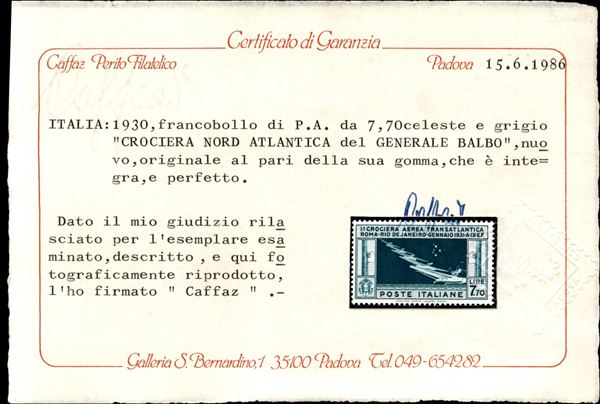 Certificato di Garanzia
Caffaz Perito Filatelico
Padova 15.6.1986
ITALIA:1930,francobollo di P.A. da 7,70celeste e grigio
"CROCIERA NORD ATLANTICA del GENERALE BALBO",nuo
vo,originale al pari della sua gomma,che è inte=
gra,e perfetto.
Dato il mio giudizio rila
sciato per l'esemplare esa
minato,descritto, e qui fo
tograficamente riprodotto,
l'ho firmato " Caffaz" .-
1ª CROCIERA AEREA TRANSATLANTICA
ROMA-RIO DE JANEIRO-GENNAIO 1931
POSTE ITALIANE
LIRE
7,70
Galleria S. Bernardino,1 35100 Padova Tel. 049-654282